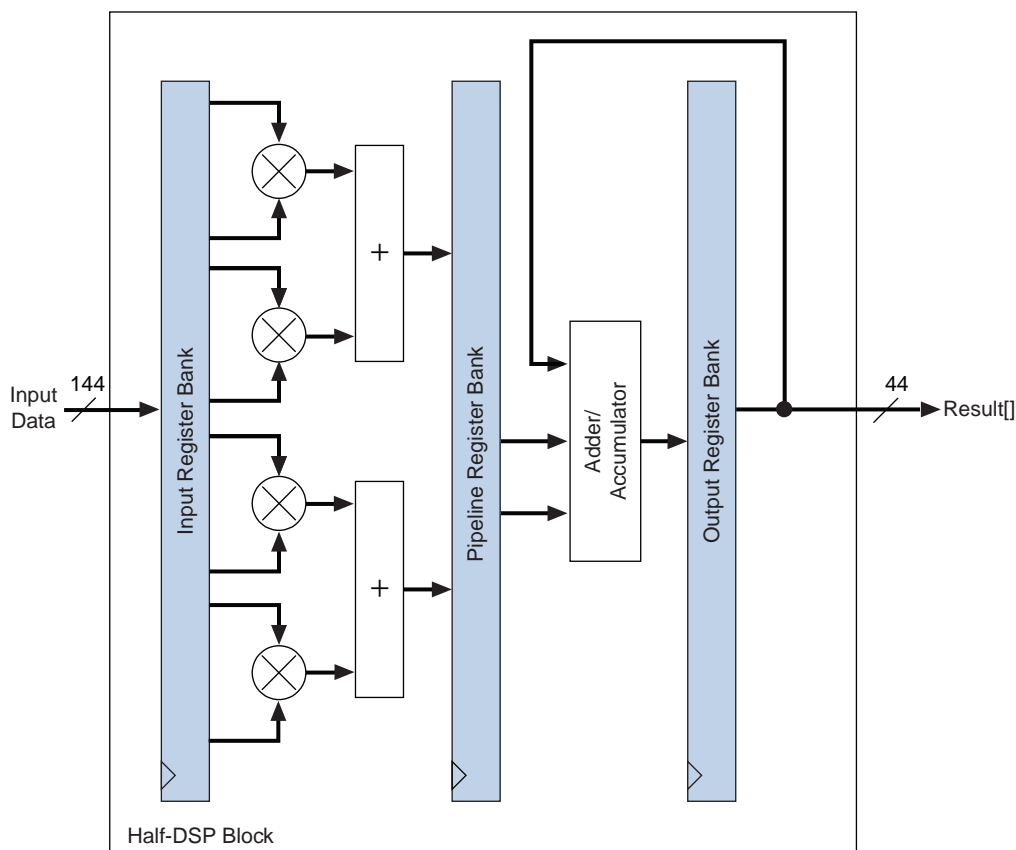 144
Input
Data
Input Register Bank
+
+
Pipeline Register Bank
Adder/
Accumulator
Output Register Bank
44
Result[]
Half-DSP Block